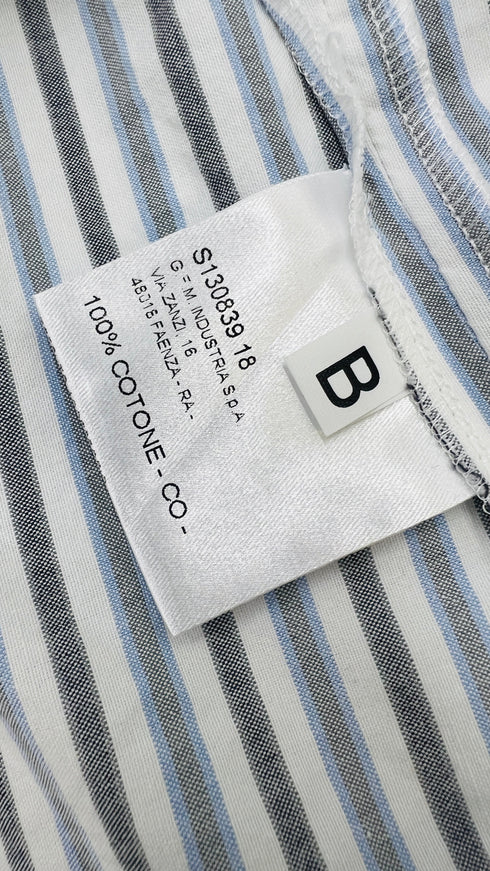 S130839 18
G.F.M. INDUSTRIA S.p.A
VIA ZANZI, 16
48018 FAENZA - RA -
100% COTONE - CO -
B